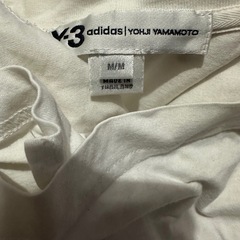 Y-3 adidas | YOHJI YAMAMOTO
M/M
MADE IN
THAILAND